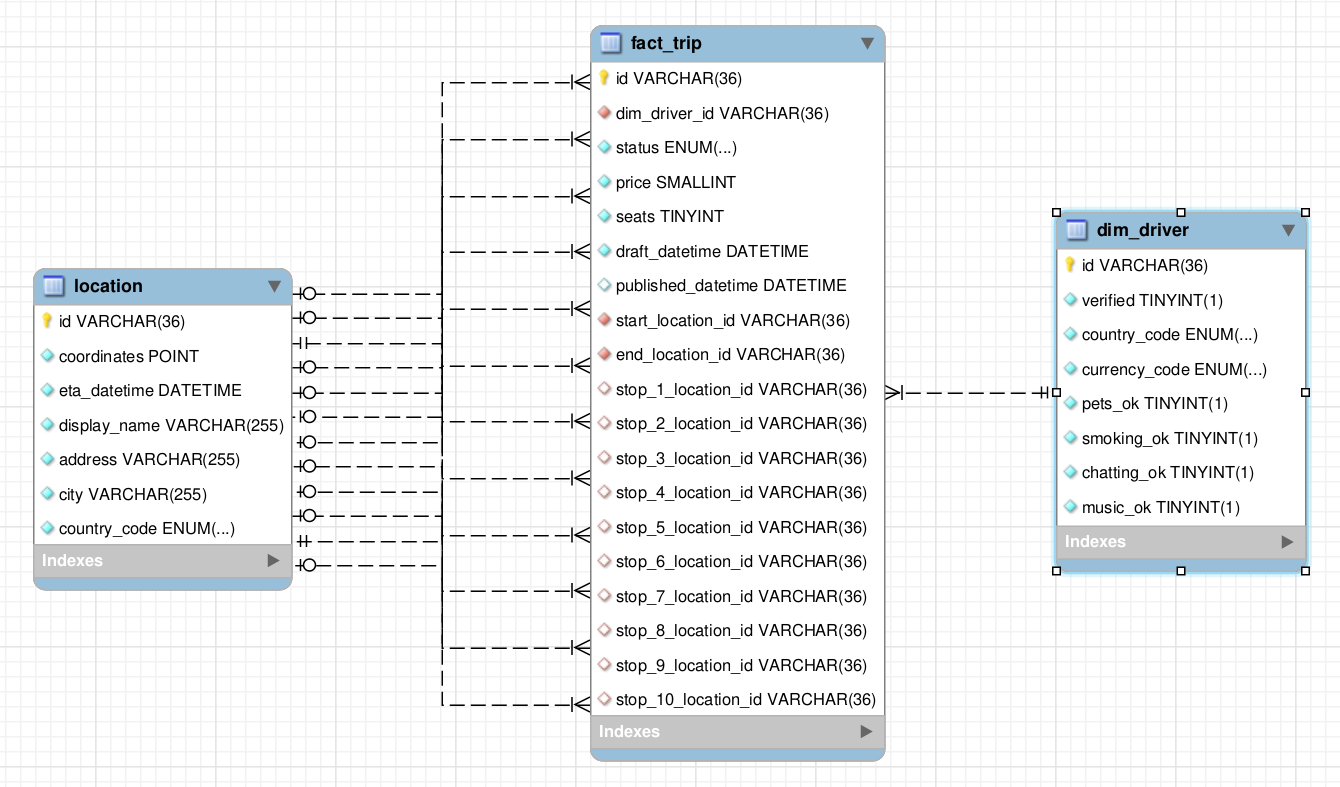 location
id VARCHAR(36)
coordinates POINT
eta_datetime DATETIME
display_name VARCHAR(255)
address VARCHAR(255)
city VARCHAR(255)
country_code ENUM(...)
Indexes
fact_trip
id VARCHAR(36)
dim_driver_id VARCHAR(36)
status ENUM(...)
price SMALLINT
seats TINYINT
draft_datetime DATETIME
published_datetime DATETIME
start_location_id VARCHAR(36)
end_location_id VARCHAR(36)
stop_1_location_id VARCHAR(36)
stop_2_location_id VARCHAR(36)
stop_3_location_id VARCHAR(36)
stop_4_location_id VARCHAR(36)
stop_5_location_id VARCHAR(36)
stop_6_location_id VARCHAR(36)
stop_7_location_id VARCHAR(36)
stop_8_location_id VARCHAR(36)
stop_9_location_id VARCHAR(36)
stop_10_location_id VARCHAR(36)
Indexes
dim_driver
id VARCHAR(36)
verified TINYINT(1)
country_code ENUM(...)
currency_code ENUM(...)
pets_ok TINYINT(1)
smoking_ok TINYINT(1)
chatting_ok TINYINT(1)
music_ok TINYINT(1)
Indexes